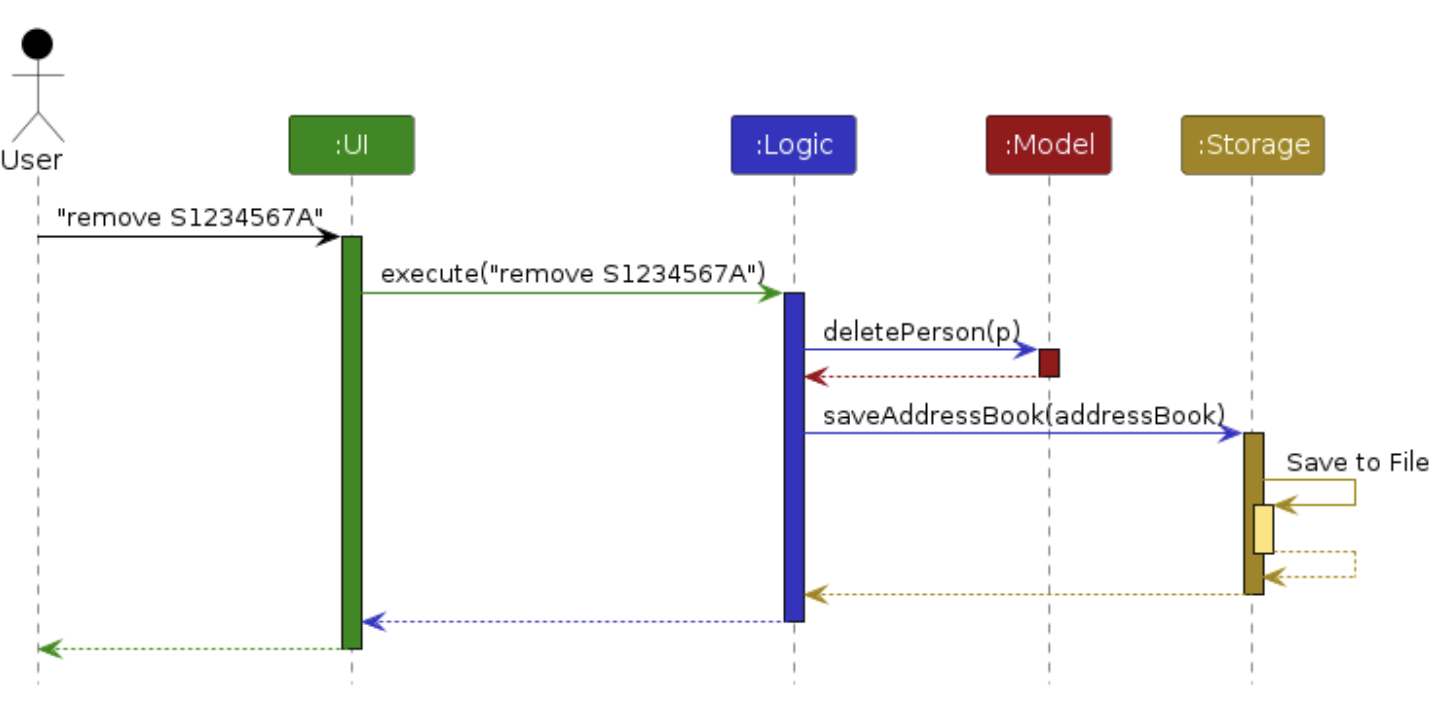 User
:UI
:Logic
:Model
:Storage
"remove S1234567A"
execute("remove S1234567A")
deletePerson(p)
saveAddressBook(addressBook)
Save to File